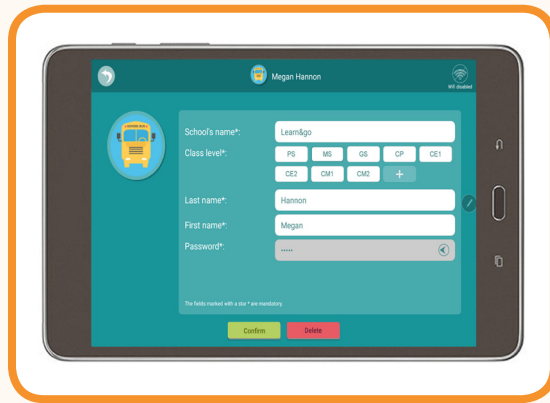 Megan Hannon
Wifi disabled
School's name*:
Learn&go
Class level*:
PS MS GS CP CE1
CE2 CM1 CM2 +
Last name*:
Hannon
First name*:
Megan
Password*:
•••••
The fields marked with a star * are mandatory
Confirm Delete